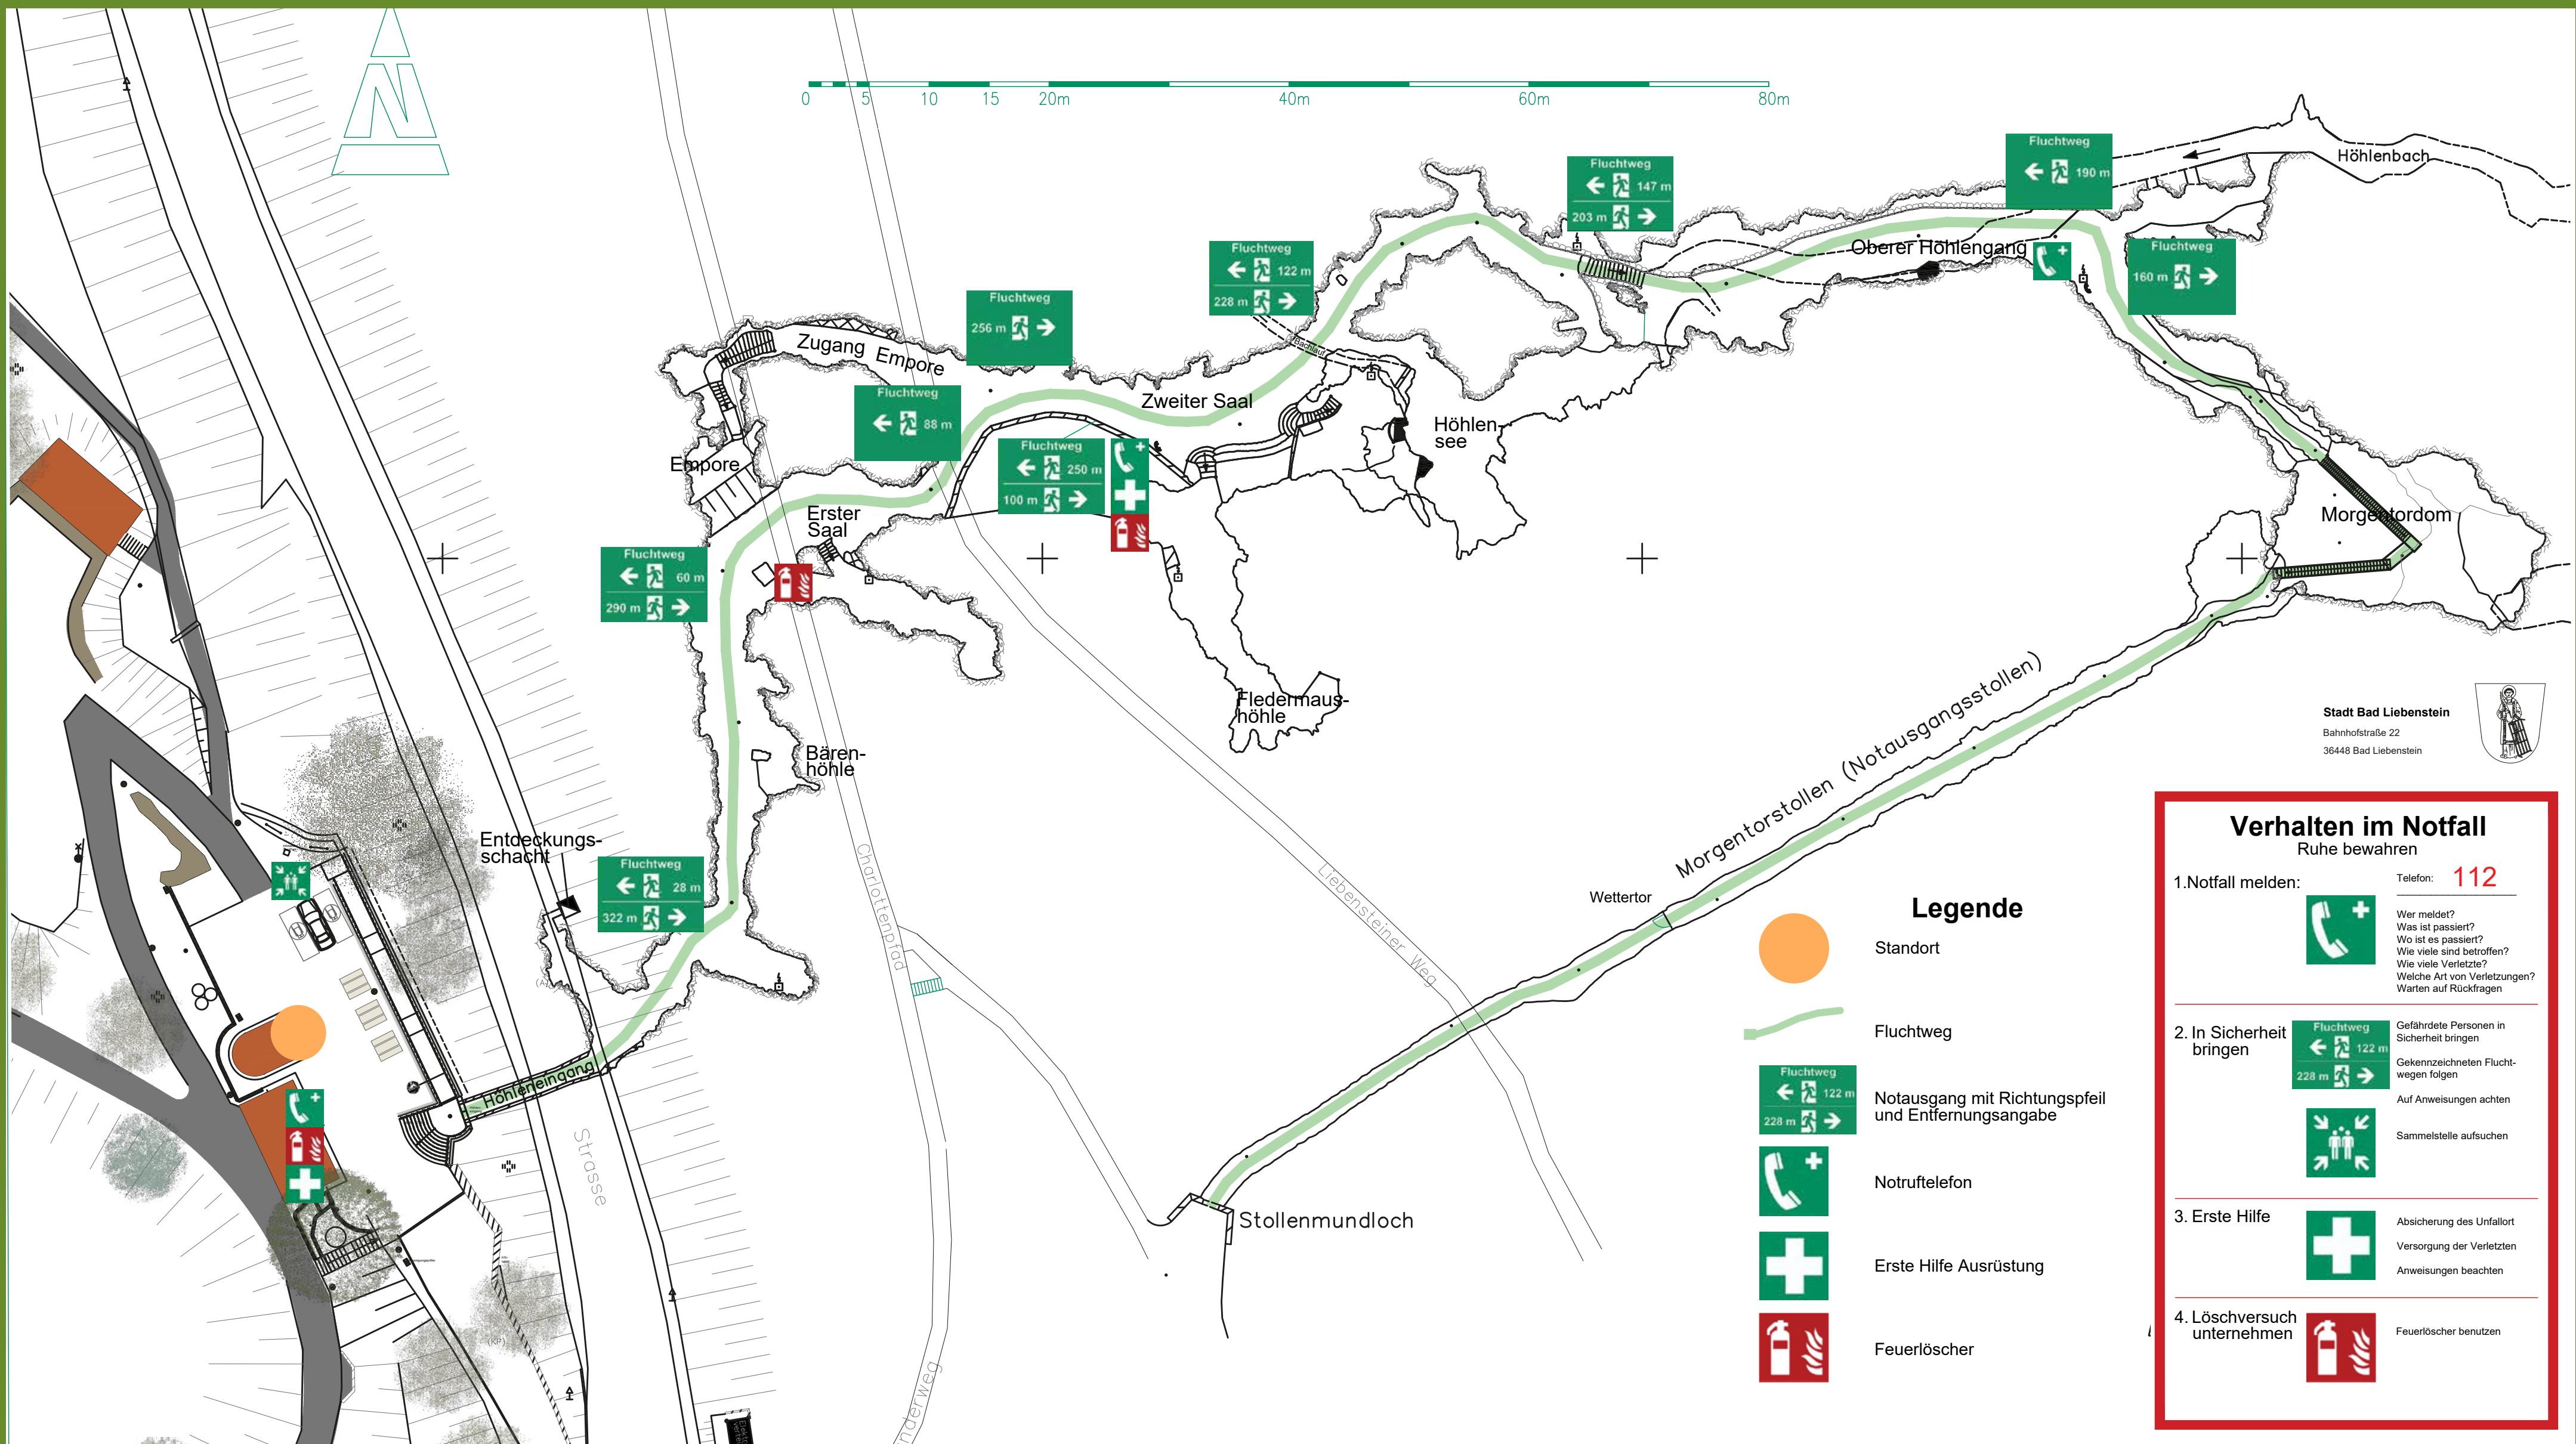 N
0 5 10 15 20m 40m 60m 80m
Fluchtweg
190 m
Höhlenbach
Fluchtweg
147 m
203 m
Fluchtweg
122 m
228 m
Oberer Höhlengang
Fluchtweg
160 m
Fluchtweg
256 m
Zugang Empore
Bachlauf
Fluchtweg
88 m
Zweiter Saal
Höhlen-
see
Empore
Fluchtweg
250 m
100 m
Erster
Saal
Morgentordom
Fluchtweg
60 m
290 m
Fledermaus-
höhle
Bären-
höhle
Morgentorstollen (Notausgangsstollen)
Stadt Bad Liebenstein
Bahnhofstraße 22
36448 Bad Liebenstein
Entdeckungs-
schacht
Fluchtweg
28 m
322 m
Charlottenpfad
Liebensteiner Weg
Wettertor
Höhleneingang
Strasse
Stollenmundloch
(KP)
nderweg
Legende
Standort
Fluchtweg
Fluchtweg
122 m
228 m
Notausgang mit Richtungspfeil
und Entfernungsangabe
Notruftelefon
Erste Hilfe Ausrüstung
Feuerlöscher
Verhalten im Notfall
Ruhe bewahren
1.Notfall melden:
Telefon: 112
Wer meldet?
Was ist passiert?
Wo ist es passiert?
Wie viele sind betroffen?
Wie viele Verletzte?
Welche Art von Verletzungen?
Warten auf Rückfragen
2. In Sicherheit
bringen
Fluchtweg
122 m
228 m
Gefährdete Personen in
Sicherheit bringen
Gekennzeichneten Flucht-
wegen folgen
Auf Anweisungen achten
Sammelstelle aufsuchen
3. Erste Hilfe
Absicherung des Unfallort
Versorgung der Verletzten
Anweisungen beachten
4. Löschversuch
unternehmen
Feuerlöscher benutzen